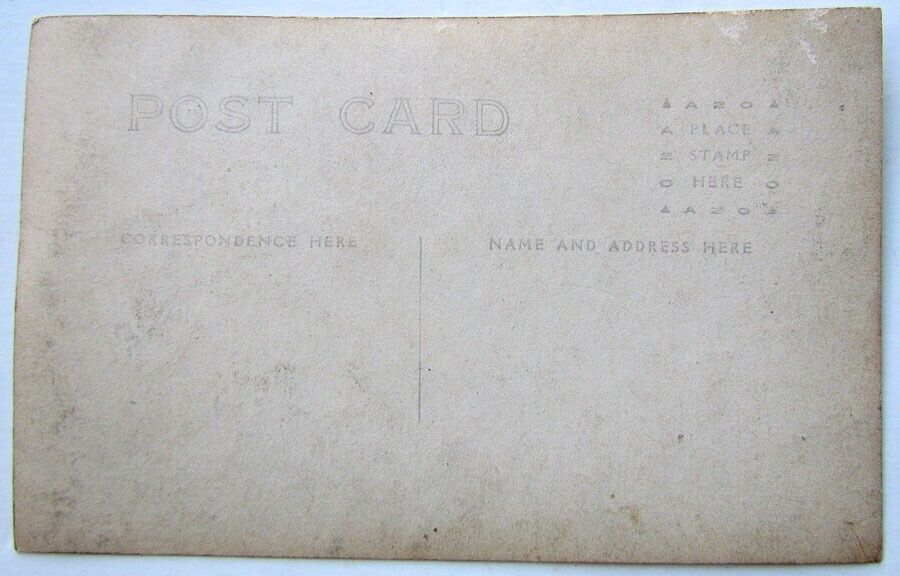 POST CARD
▲ AZO ▲
A PLACE A
Z STAMP Z
O HERE O
▲ AZO ▲
CORRESPONDENCE HERE
NAME AND ADDRESS HERE